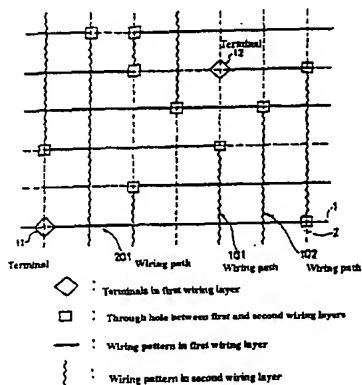 Terminal
12
11
Terminal
201
Wiring path
101
Wiring path
102
Wiring path
1
2
: Terminals in first wiring layer
: Through hole between first and second wiring layers
: Wiring pattern in first wiring layer
: Wiring pattern in second wiring layer